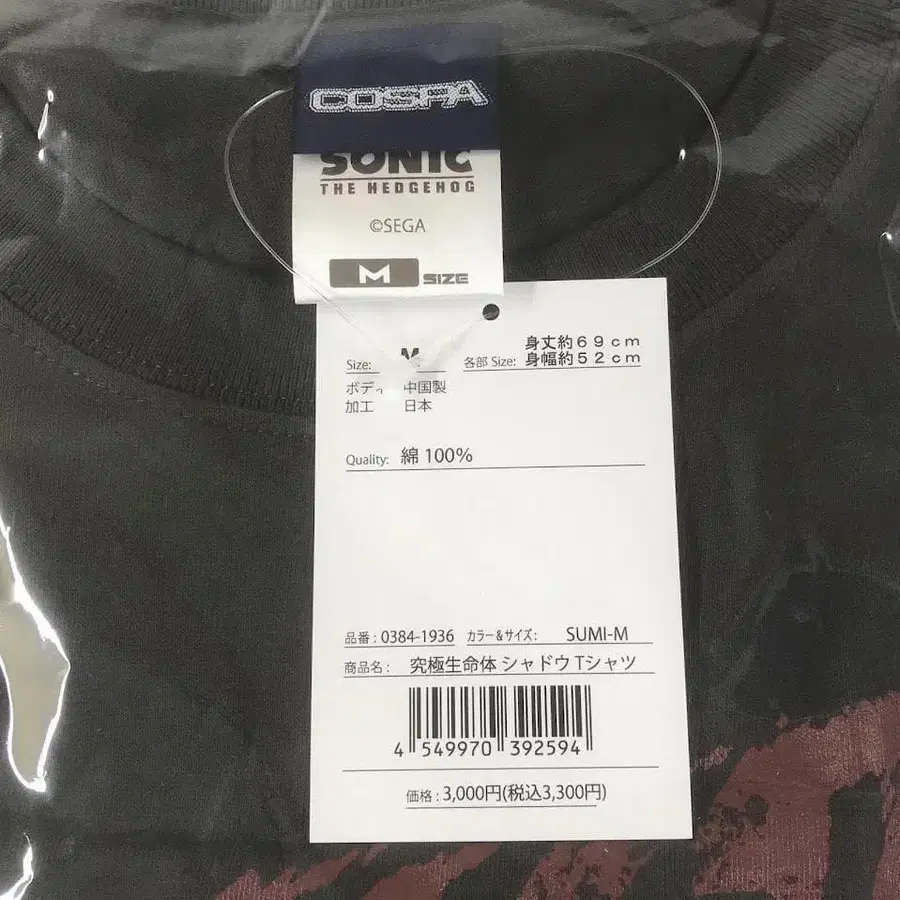 COSPA
SONIC
THE HEDGEHOG
©SEGA
M SIZE
Size: M 各部 Size: 身丈約69cm
身幅約52cm
ボディ 中国製
加工 日本
Quality: 綿 100%
品番 : 0384-1936 カラー&サイズ : SUMI-M
商品名 : 究極生命体 シャドウ Tシャツ
4 549970 392594
価格 : 3,000円(税込3,300円)